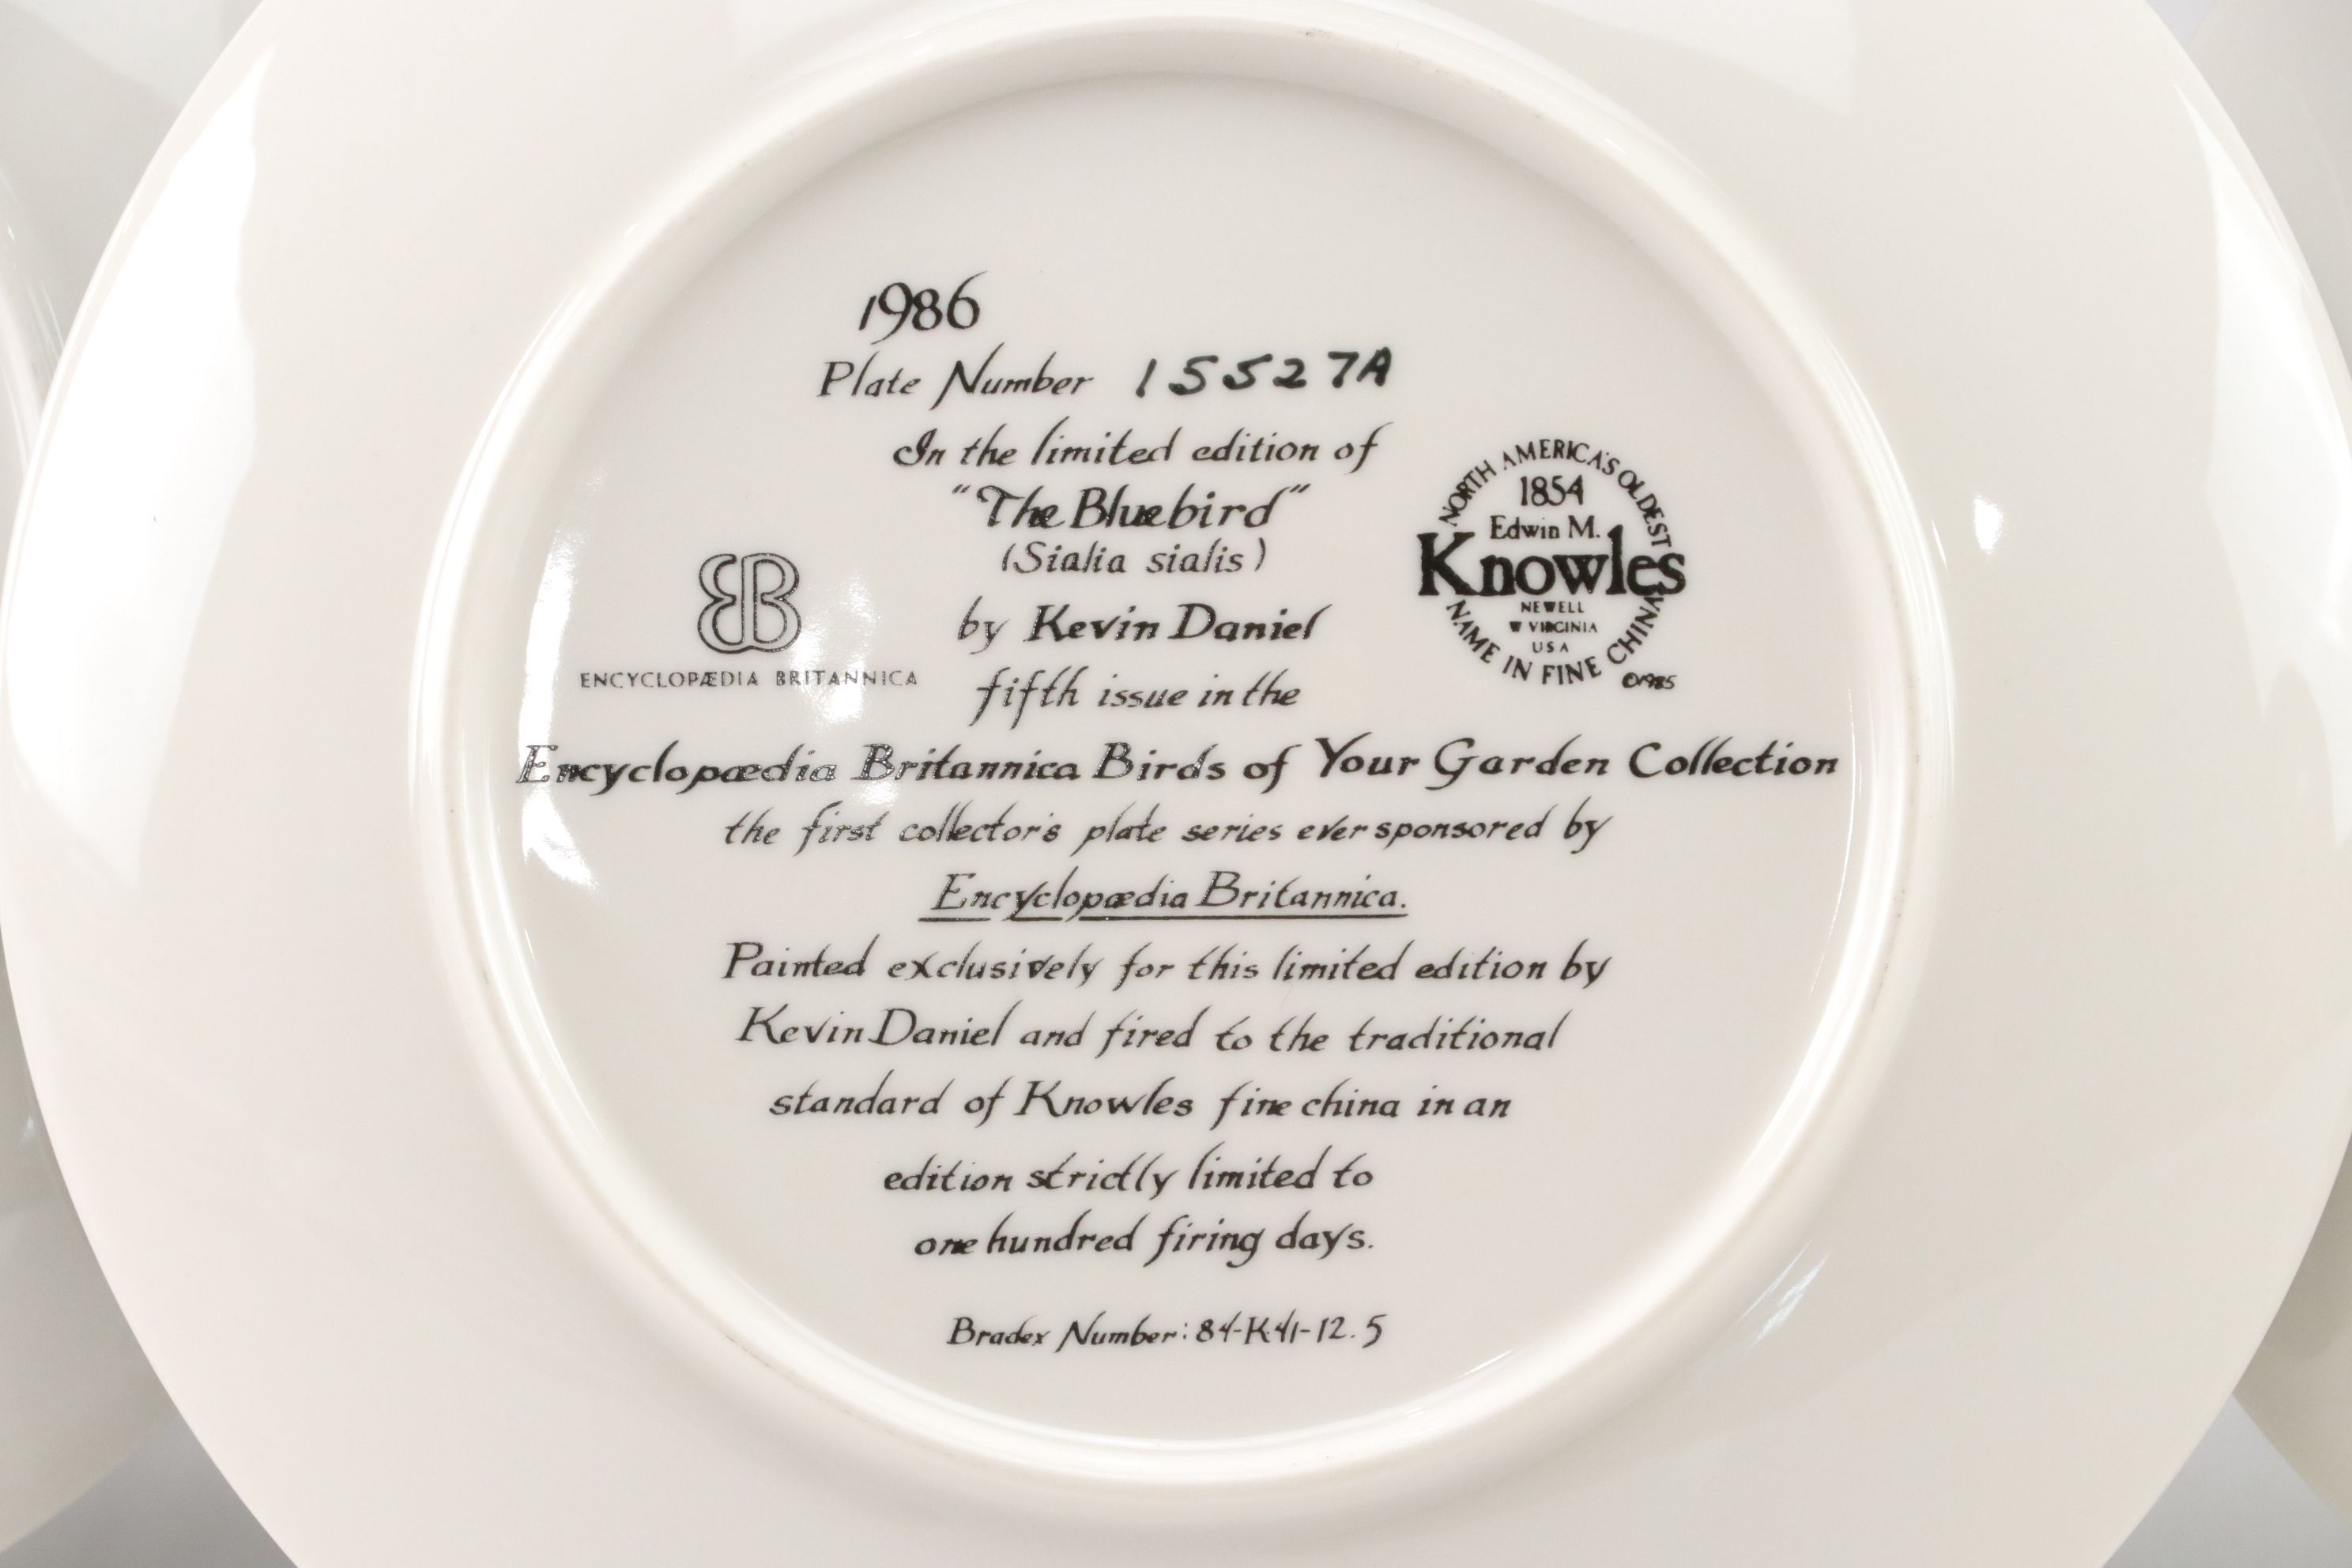 1986
Plate Number 15527A
In the limited edition of
"The Bluebird"
(Sialia sialis)
by Kevin Daniel
fifth issue in the
Encyclopædia Britannica Birds of Your Garden Collection
the first collector's plate series ever sponsored by
Encyclopædia Britannica.
Painted exclusively for this limited edition by
Kevin Daniel and fired to the traditional
standard of Knowles fine china in an
edition strictly limited to
one hundred firing days.
Bradex Number: 84-K41-12.5
EB
ENCYCLOPÆDIA BRITANNICA
NORTH AMERICA'S OLDEST
1854
Edwin M.
Knowles
NEWELL
W VIRGINIA
USA
NAME IN FINE CHINA
©1985